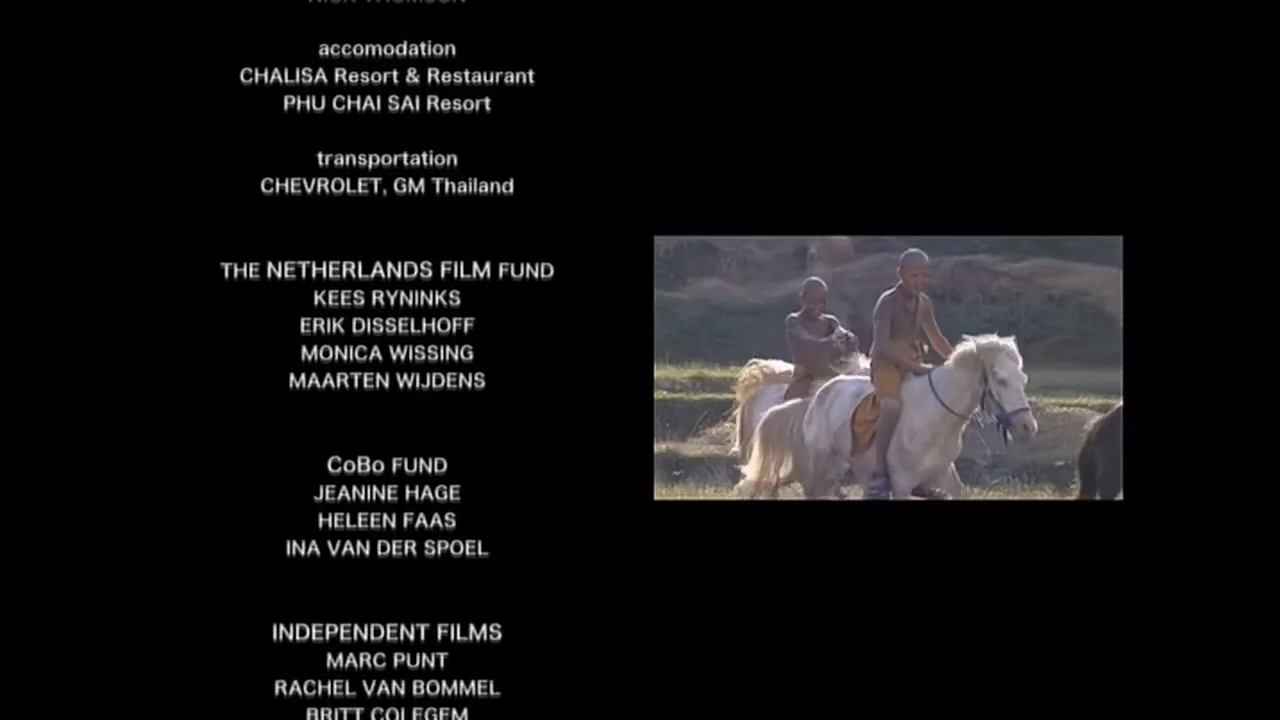 accomodation
CHALISA Resort & Restaurant
PHU CHAI SAI Resort
transportation
CHEVROLET, GM Thailand
THE NETHERLANDS FILM FUND
KEES RYNINKS
ERIK DISSELHOFF
MONICA WISSING
MAARTEN WIJDENS
CoBo FUND
JEANINE HAGE
HELEEN FAAS
INA VAN DER SPOEL
INDEPENDENT FILMS
MARC PUNT
RACHEL VAN BOMMEL
BRITT COLEGEM